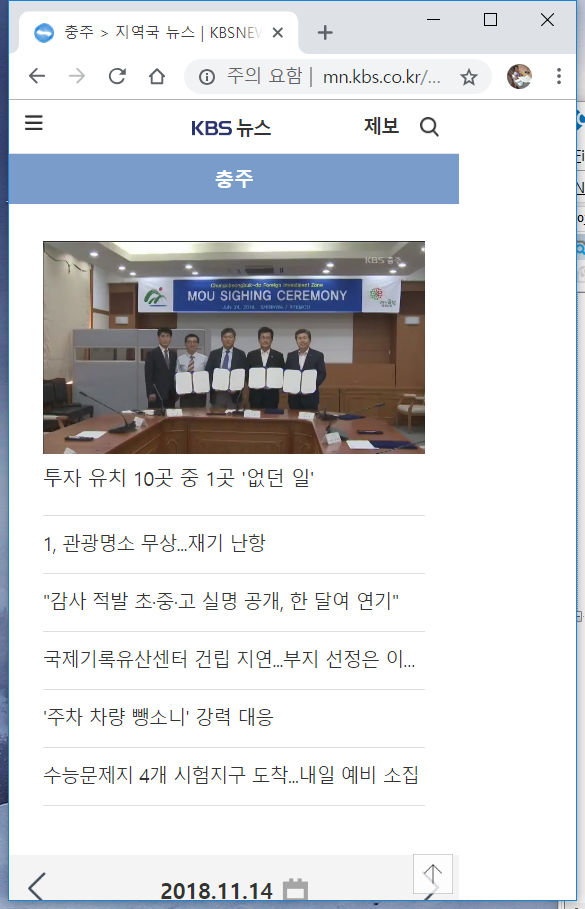 충주 > 지역국 뉴스 | KBSNEW
주의 요함 | mn.kbs.co.kr/...
KBS 뉴스 제보
충주
KBS 충주
Chungcheongbuk-do Foreign Investment Zone
MOU SIGHING CEREMONY
투자 유치 10곳 중 1곳 '없던 일'
1, 관광명소 무상...재기 난항
"감사 적발 초·중·고 실명 공개, 한 달여 연기"
국제기록유산센터 건립 지연...부지 선정은 이...
'주차 차량 뺑소니' 강력 대응
수능문제지 4개 시험지구 도착...내일 예비 소집
2018.11.14